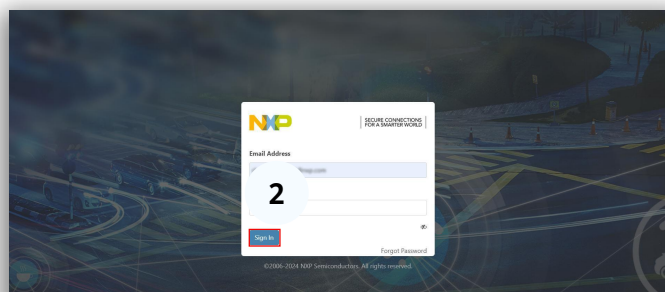 NXP
SECURE CONNECTIONS
FOR A SMARTER WORLD
Email Address
2
Sign In
Forgot Password
©2006-2024 NXP Semiconductors. All rights reserved.